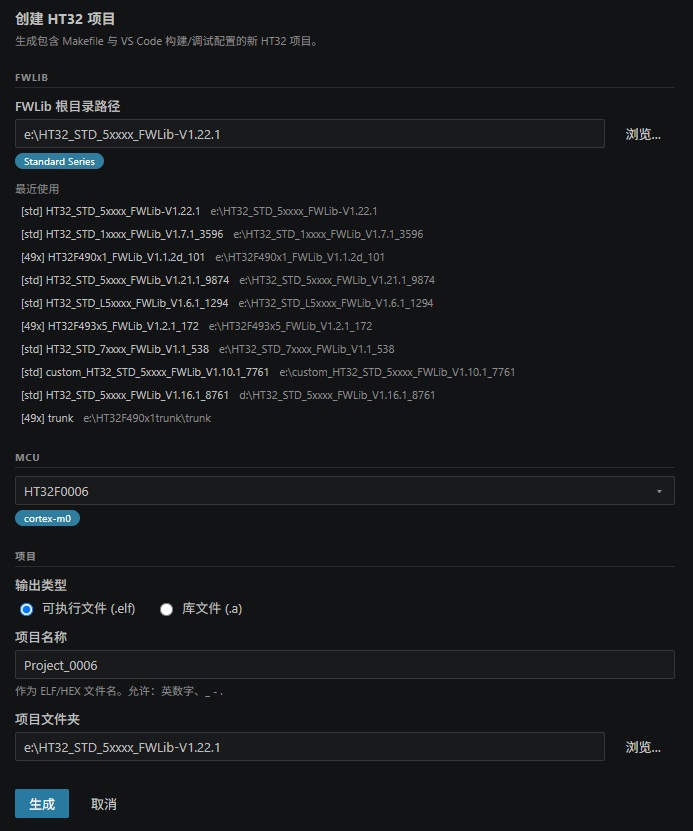 创建 HT32 项目
生成包含 Makefile 与 VS Code 构建/调试配置的新 HT32 项目。
FWLIB
FWLib 根目录路径
e:\HT32_STD_5xxxx_FWLib-V1.22.1 浏览...
Standard Series
最近使用
[std] HT32_STD_5xxxx_FWLib-V1.22.1 e:\HT32_STD_5xxxx_FWLib-V1.22.1
[std] HT32_STD_1xxxx_FWLib_V1.7.1_3596 e:\HT32_STD_1xxxx_FWLib_V1.7.1_3596
[49x] HT32F490x1_FWLib_V1.1.2d_101 e:\HT32F490x1_FWLib_V1.1.2d_101
[std] HT32_STD_5xxxx_FWLib_V1.21.1_9874 e:\HT32_STD_5xxxx_FWLib_V1.21.1_9874
[std] HT32_STD_L5xxxx_FWLib_V1.6.1_1294 e:\HT32_STD_L5xxxx_FWLib_V1.6.1_1294
[49x] HT32F493x5_FWLib_V1.2.1_172 e:\HT32F493x5_FWLib_V1.2.1_172
[std] HT32_STD_7xxxx_FWLib_V1.1_538 e:\HT32_STD_7xxxx_FWLib_V1.1_538
[std] custom_HT32_STD_5xxxx_FWLib_V1.10.1_7761 e:\custom_HT32_STD_5xxxx_FWLib_V1.10.1_7761
[std] HT32_STD_5xxxx_FWLib_V1.16.1_8761 d:\HT32_STD_5xxxx_FWLib_V1.16.1_8761
[49x] trunk e:\HT32F490x1trunk\trunk
MCU
HT32F0006
cortex-m0
项目
输出类型
可执行文件 (.elf) 库文件 (.a)
项目名称
Project_0006
作为 ELF/HEX 文件名。允许：英数字、_ - .
项目文件夹
e:\HT32_STD_5xxxx_FWLib-V1.22.1 浏览...
生成 取消